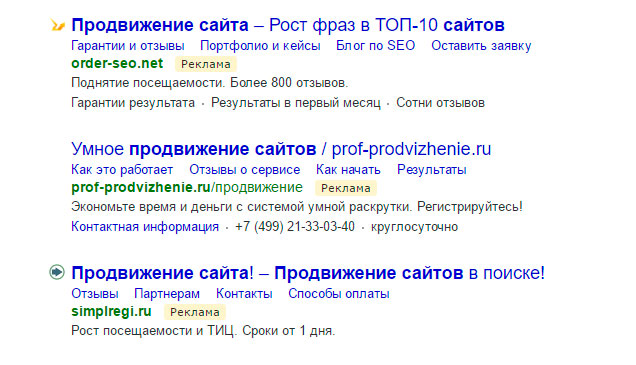 Продвижение сайта – Рост фраз в ТОП-10 сайтов
Гарантии и отзывы Портфолио и кейсы Блог по SEO Оставить заявку
order-seo.net Реклама
Поднятие посещаемости. Более 800 отзывов.
Гарантии результата · Результаты в первый месяц · Сотни отзывов
Умное продвижение сайтов / prof-prodvizhenie.ru
Как это работает Отзывы о сервисе Как начать Результаты
prof-prodvizhenie.ru/продвижение Реклама
Экономьте время и деньги с системой умной раскрутки. Регистрируйтесь!
Контактная информация · +7 (499) 21-33-03-40 · круглосуточно
Продвижение сайта! – Продвижение сайтов в поиске!
Отзывы Партнерам Контакты Способы оплаты
simplregi.ru Реклама
Рост посещаемости и ТИЦ. Сроки от 1 дня.